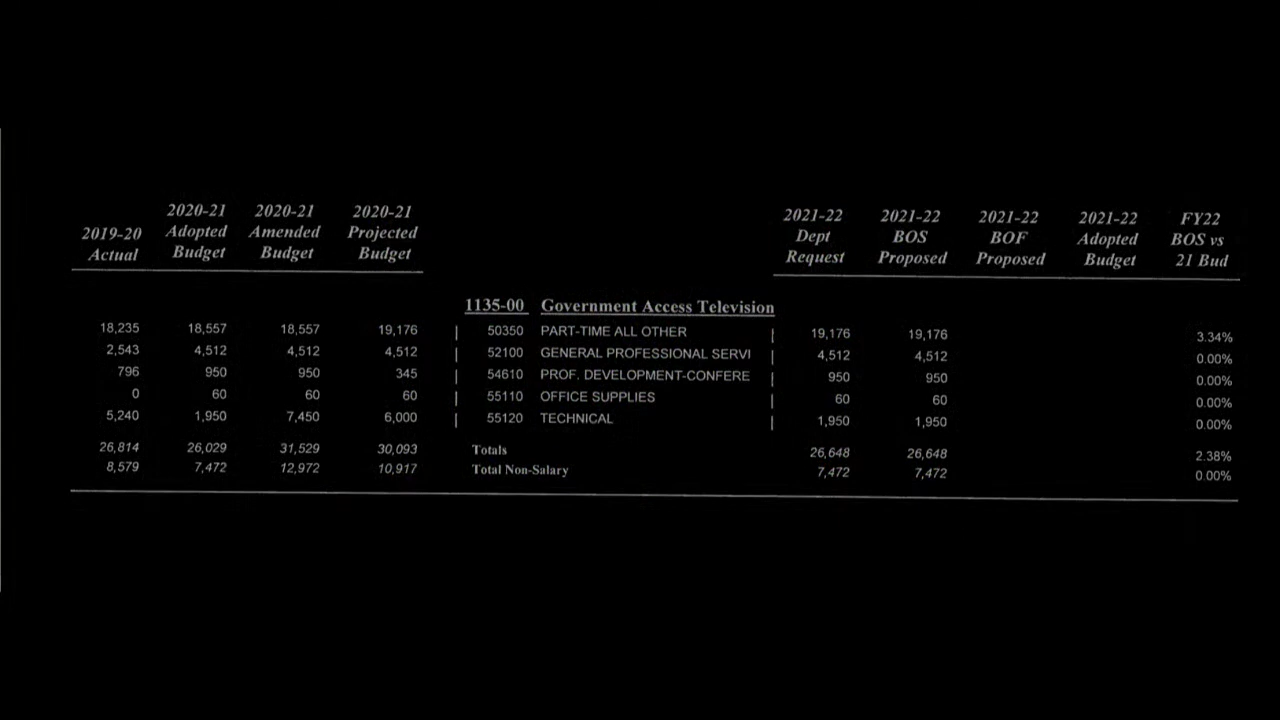 2020-21 2020-21 2020-21 2021-22 2021-22 2021-22 2021-22 FY22
2019-20 Adopted Amended Projected Dept BOS BOF Adopted BOS vs
Actual Budget Budget Budget Request Proposed Proposed Budget 21 Bud
1135-00 Government Access Television
18,235 18,557 18,557 19,176 | 50350 PART-TIME ALL OTHER | 19,176 19,176 3.34%
2,543 4,512 4,512 4,512 | 52100 GENERAL PROFESSIONAL SERVI | 4,512 4,512 0.00%
796 950 950 345 | 54610 PROF. DEVELOPMENT-CONFERE | 950 950 0.00%
0 60 60 60 | 55110 OFFICE SUPPLIES | 60 60 0.00%
5,240 1,950 7,450 6,000 | 55120 TECHNICAL | 1,950 1,950 0.00%
26,814 26,029 31,529 30,093 Totals 26,648 26,648 2.38%
8,579 7,472 12,972 10,917 Total Non-Salary 7,472 7,472 0.00%